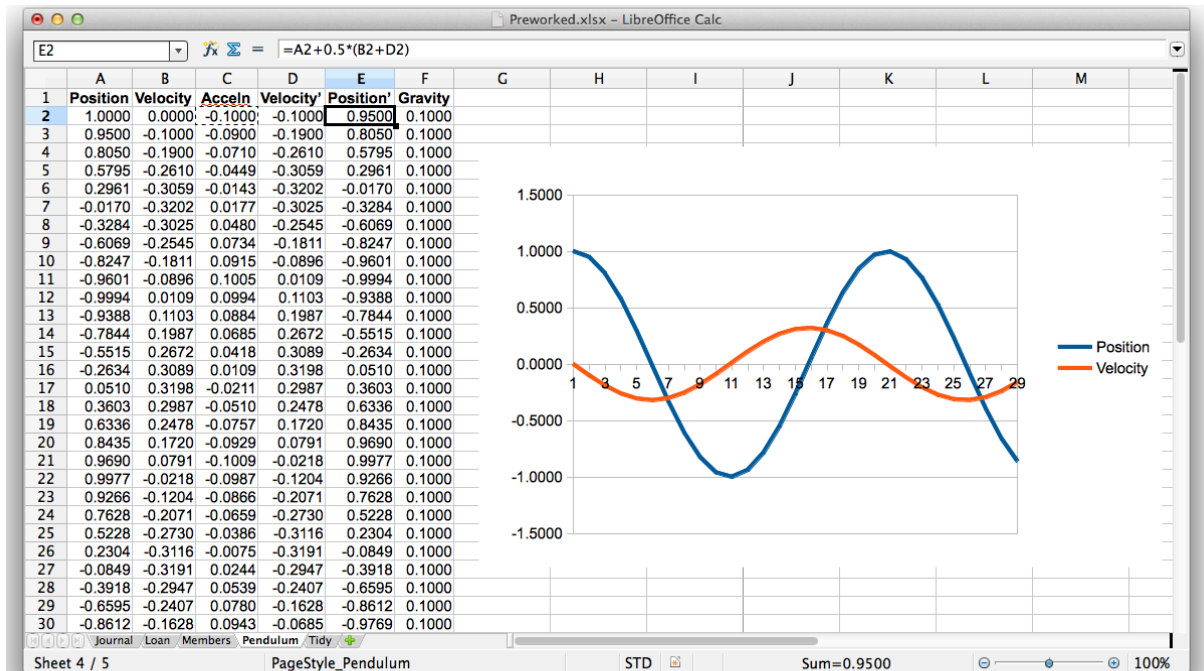 Preworked.xlsx – LibreOffice Calc
E2 =A2+0.5*(B2+D2)
A B C D E F G H I J K L M
1 Position Velocity Acceln Velocity' Position' Gravity
2 1.0000 0.0000 -0.1000 -0.1000 0.9500 0.1000
3 0.9500 -0.1000 -0.0900 -0.1900 0.8050 0.1000
4 0.8050 -0.1900 -0.0710 -0.2610 0.5795 0.1000
5 0.5795 -0.2610 -0.0449 -0.3059 0.2961 0.1000
6 0.2961 -0.3059 -0.0143 -0.3202 -0.0170 0.1000
7 -0.0170 -0.3202 0.0177 -0.3025 -0.3284 0.1000
8 -0.3284 -0.3025 0.0480 -0.2545 -0.6069 0.1000
9 -0.6069 -0.2545 0.0734 -0.1811 -0.8247 0.1000
10 -0.8247 -0.1811 0.0915 -0.0896 -0.9601 0.1000
11 -0.9601 -0.0896 0.1005 0.0109 -0.9994 0.1000
12 -0.9994 0.0109 0.0994 0.1103 -0.9388 0.1000
13 -0.9388 0.1103 0.0884 0.1987 -0.7844 0.1000
14 -0.7844 0.1987 0.0685 0.2672 -0.5515 0.1000
15 -0.5515 0.2672 0.0418 0.3089 -0.2634 0.1000
16 -0.2634 0.3089 0.0109 0.3198 0.0510 0.1000
17 0.0510 0.3198 -0.0211 0.2987 0.3603 0.1000
18 0.3603 0.2987 -0.0510 0.2478 0.6336 0.1000
19 0.6336 0.2478 -0.0757 0.1720 0.8435 0.1000
20 0.8435 0.1720 -0.0929 0.0791 0.9690 0.1000
21 0.9690 0.0791 -0.1009 -0.0218 0.9977 0.1000
22 0.9977 -0.0218 -0.0987 -0.1204 0.9266 0.1000
23 0.9266 -0.1204 -0.0866 -0.2071 0.7628 0.1000
24 0.7628 -0.2071 -0.0659 -0.2730 0.5228 0.1000
25 0.5228 -0.2730 -0.0386 -0.3116 0.2304 0.1000
26 0.2304 -0.3116 -0.0075 -0.3191 -0.0849 0.1000
27 -0.0849 -0.3191 0.0244 -0.2947 -0.3918 0.1000
28 -0.3918 -0.2947 0.0539 -0.2407 -0.6595 0.1000
29 -0.6595 -0.2407 0.0780 -0.1628 -0.8612 0.1000
30 -0.8612 -0.1628 0.0943 -0.0685 -0.9769 0.1000
1.5000
1.0000
0.5000
0.0000
1 3 5 7 9 11 13 15 17 19 21 23 25 27 29
-0.5000
-1.0000
-1.5000
Position
Velocity
Journal Loan Members Pendulum Tidy
Sheet 4 / 5 PageStyle_Pendulum STD Sum=0.9500 100%